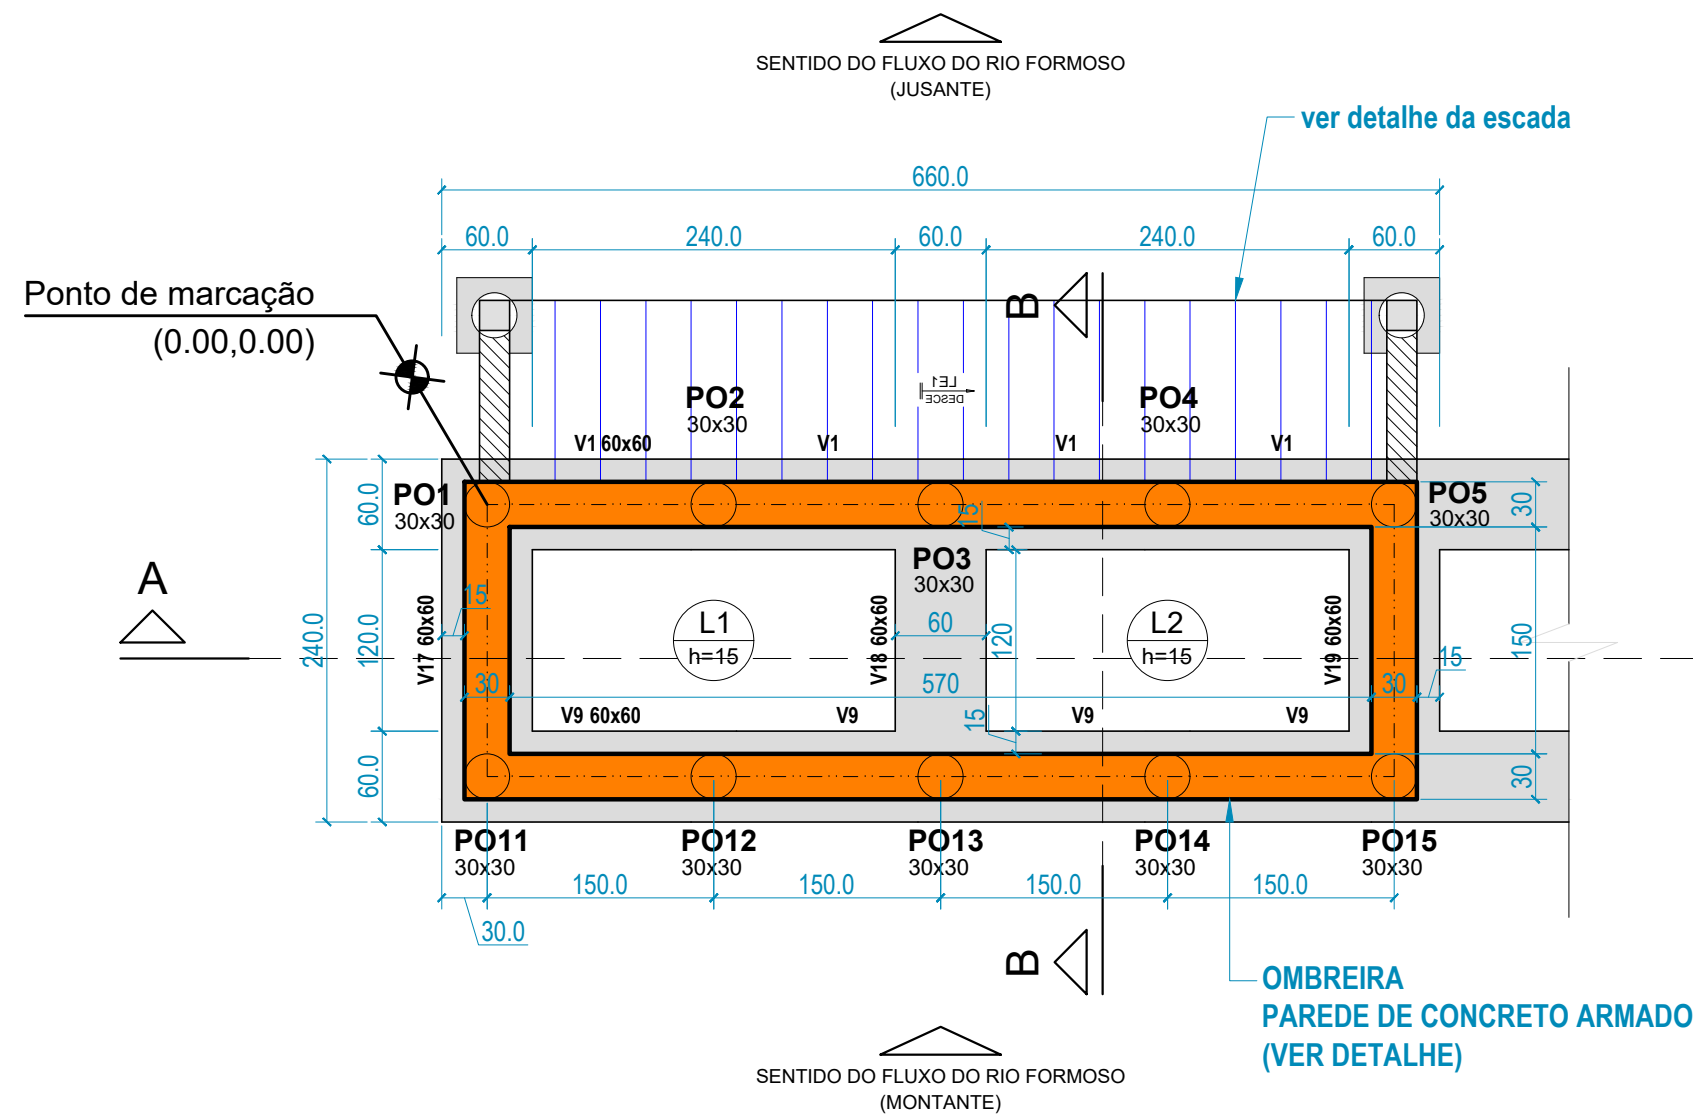 SENTIDO DO FLUXO DO RIO FORMOSO
(JUSANTE)
ver detalhe da escada
660.0
60.0
240.0
60.0
240.0
60.0
Ponto de marcação
(0.00,0.00)
B
LE1
DESCE
PO2
30x30
PO4
30x30
V1 60x60
V1
V1
V1
PO1
30x30
PO5
30x30
60.0
15
30
PO3
30x30
A
15
V17 60x60
L1
h=15
V18 60x60
60
120
L2
h=15
V19 60x60
240.0
120.0
150
15
30
570
30
V9 60x60
V9
15
V9
V9
60.0
30
PO11
30x30
PO12
30x30
PO13
30x30
PO14
30x30
PO15
30x30
150.0
150.0
150.0
150.0
30.0
B
OMBREIRA
PAREDE DE CONCRETO ARMADO
(VER DETALHE)
SENTIDO DO FLUXO DO RIO FORMOSO
(MONTANTE)